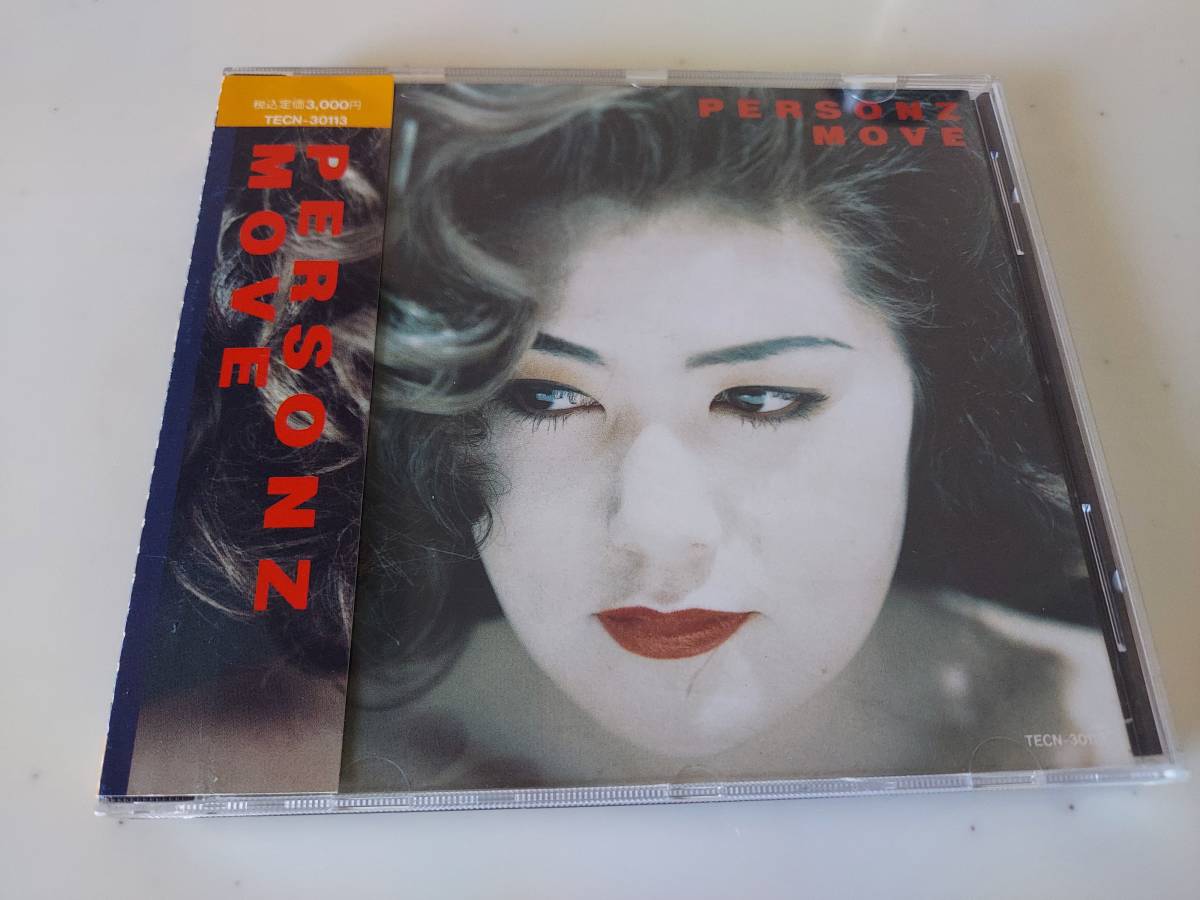 税込定価3,000円
TECN-30113
PERSONZ
MOVE
PERSONZ
MOVE